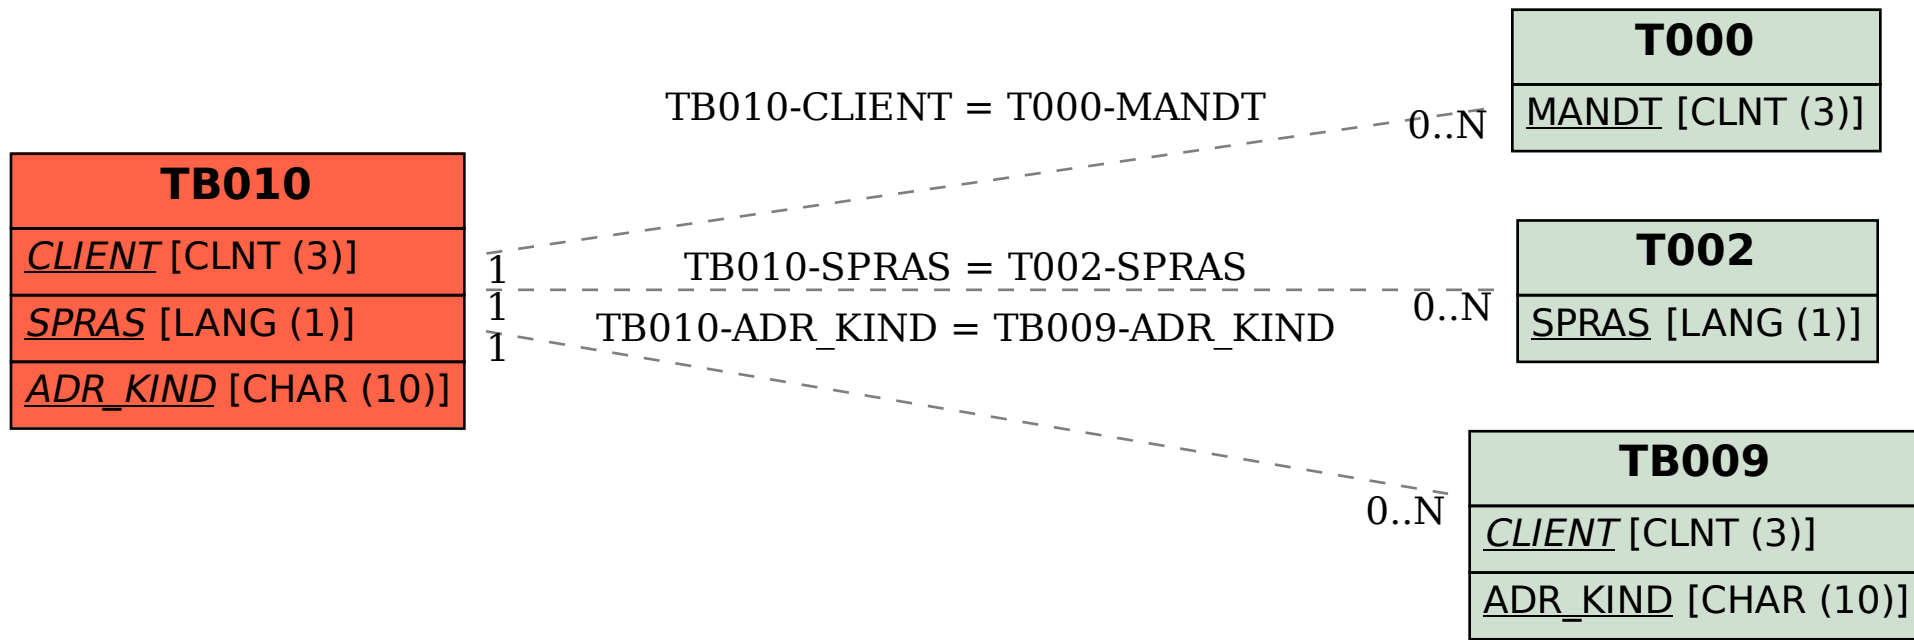 TB010
CLIENT [CLNT (3)]
SPRAS [LANG (1)]
ADR_KIND [CHAR (10)]
TB010-CLIENT = T000-MANDT
1
0..N
TB010-SPRAS = T002-SPRAS
1
0..N
TB010-ADR_KIND = TB009-ADR_KIND
1
0..N
T000
MANDT [CLNT (3)]
T002
SPRAS [LANG (1)]
TB009
CLIENT [CLNT (3)]
ADR_KIND [CHAR (10)]